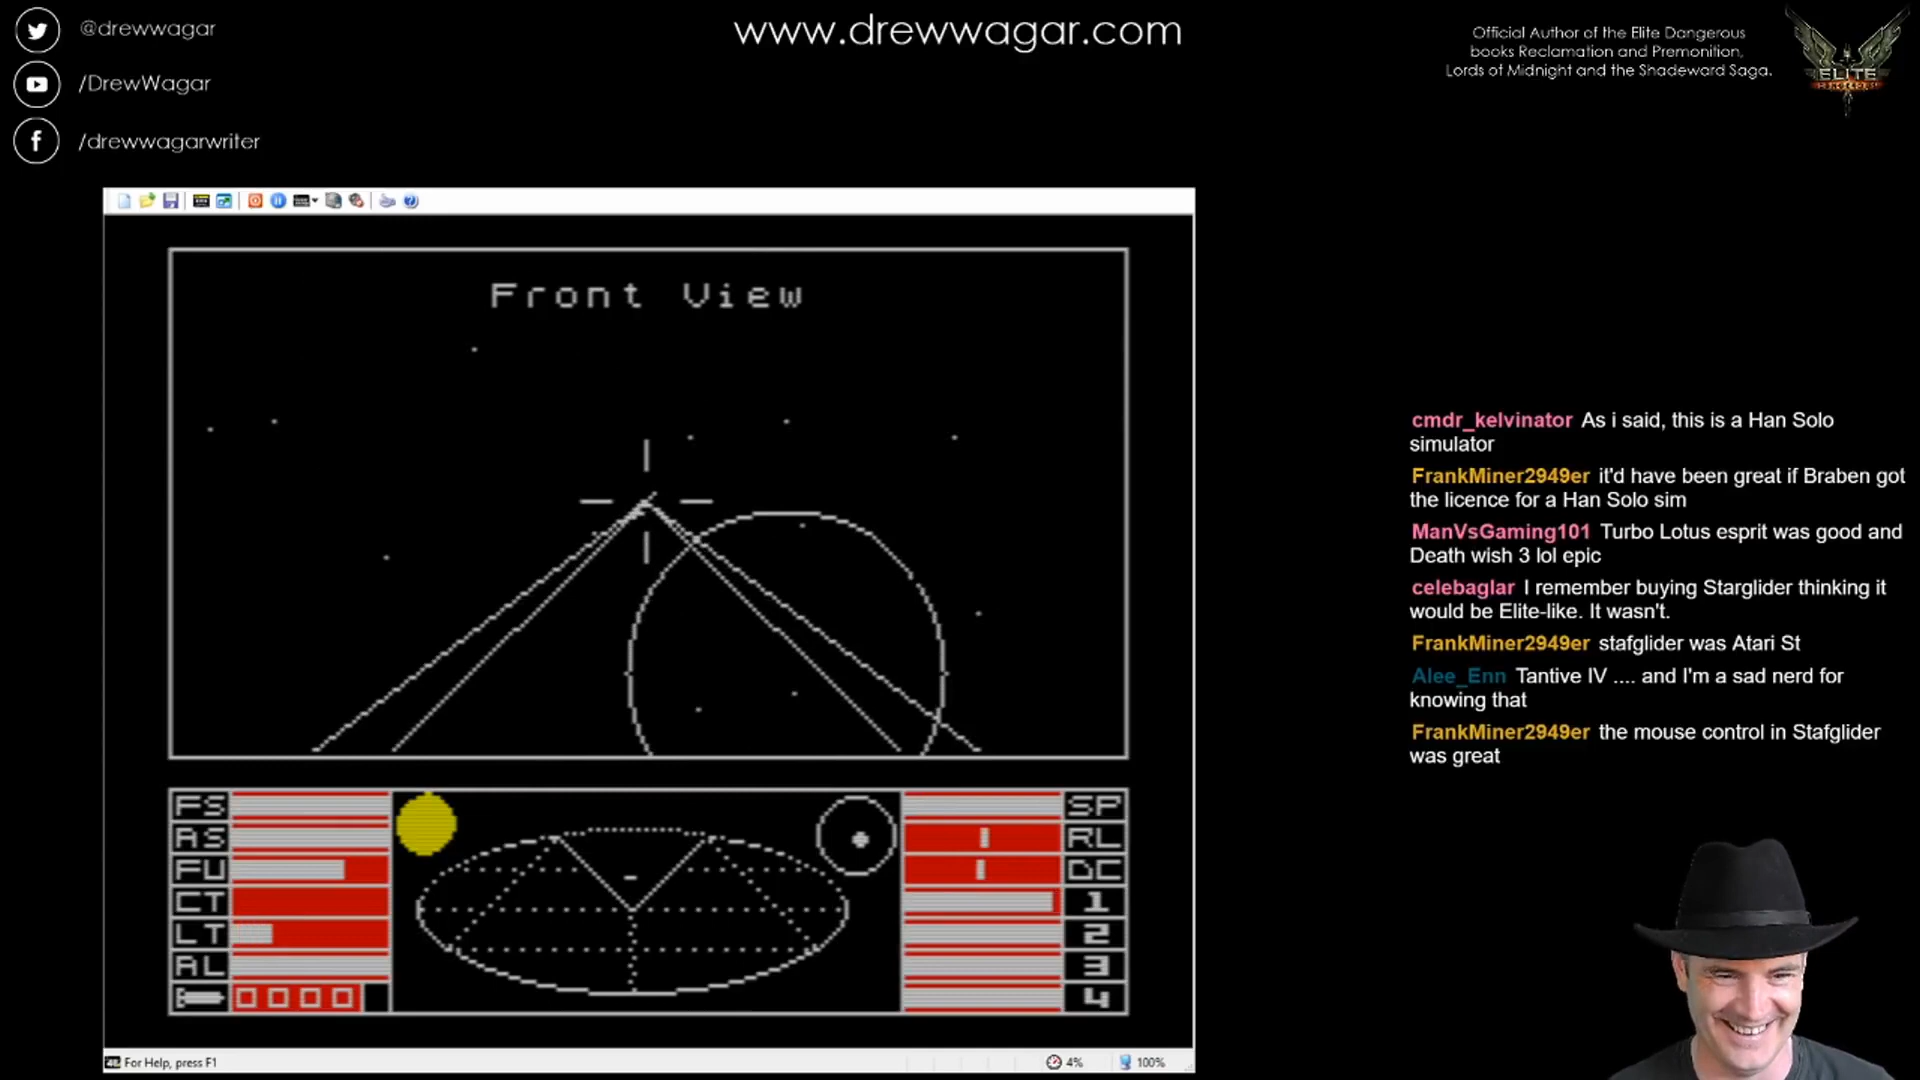 @drewwagar
/DrewWagar
/drewwagarwriter
www.drewwagar.com
Official Author of the Elite Dangerous
books Reclamation and Premonition,
Lords of Midnight and the Shadeward Saga.
ELITE
DANGEROUS
Front View
FS
AS
FU
CT
LT
AL
SP
RL
DC
1
2
3
4
For Help, press F1
4%
100%
cmdr_kelvinator As i said, this is a Han Solo
simulator
FrankMiner2949er it'd have been great if Braben got
the licence for a Han Solo sim
ManVsGaming101 Turbo Lotus esprit was good and
Death wish 3 lol epic
celebaglar I remember buying Starglider thinking it
would be Elite-like. It wasn't.
FrankMiner2949er stafglider was Atari St
Alee_Enn Tantive IV .... and I'm a sad nerd for
knowing that
FrankMiner2949er the mouse control in Stafglider
was great